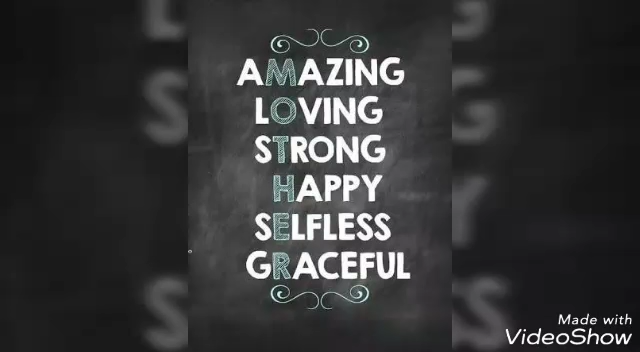 AMAZING
LOVING
STRONG
HAPPY
SELFLESS
GRACEFUL
Made with
VideoShow